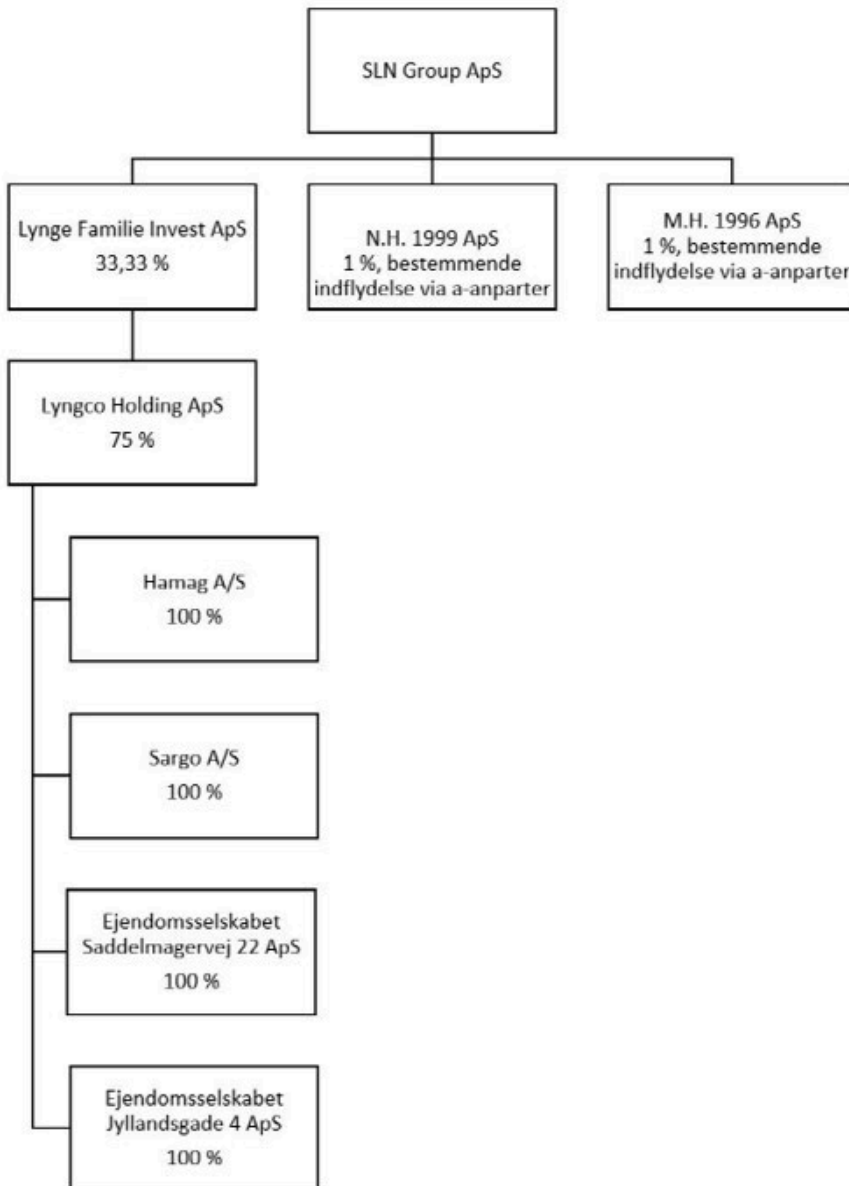 SLN Group ApS
Lynge Familie Invest ApS
33,33 %
N.H. 1999 ApS
1 %, bestemmende
indflydelse via a-anparter
M.H. 1996 ApS
1 %, bestemmende
indflydelse via a-anparter
Lyngco Holding ApS
75 %
Hamag A/S
100 %
Sargo A/S
100 %
Ejendomsselskabet
Saddelmagervej 22 ApS
100 %
Ejendomsselskabet
Jyllandsgade 4 ApS
100 %